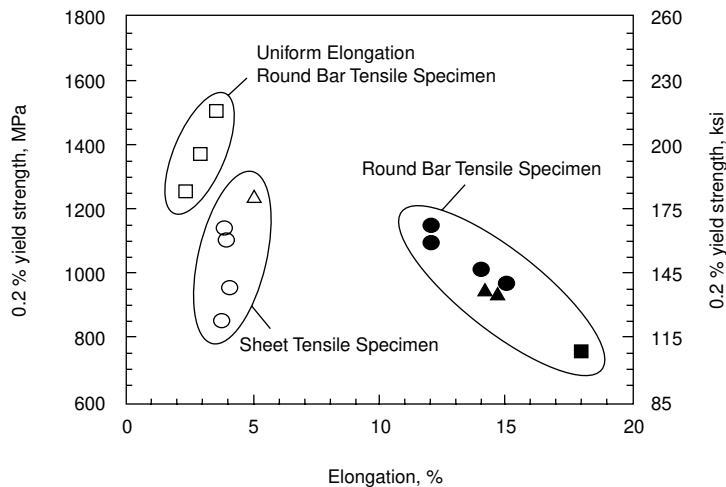 1800
1600
1400
1200
1000
800
600
0.2 % yield strength, MPa
Uniform Elongation
Round Bar Tensile Specimen
Round Bar Tensile Specimen
Sheet Tensile Specimen
260
230
200
175
145
115
85
0.2 % yield strength, ksi
0 5 10 15 20
Elongation, %